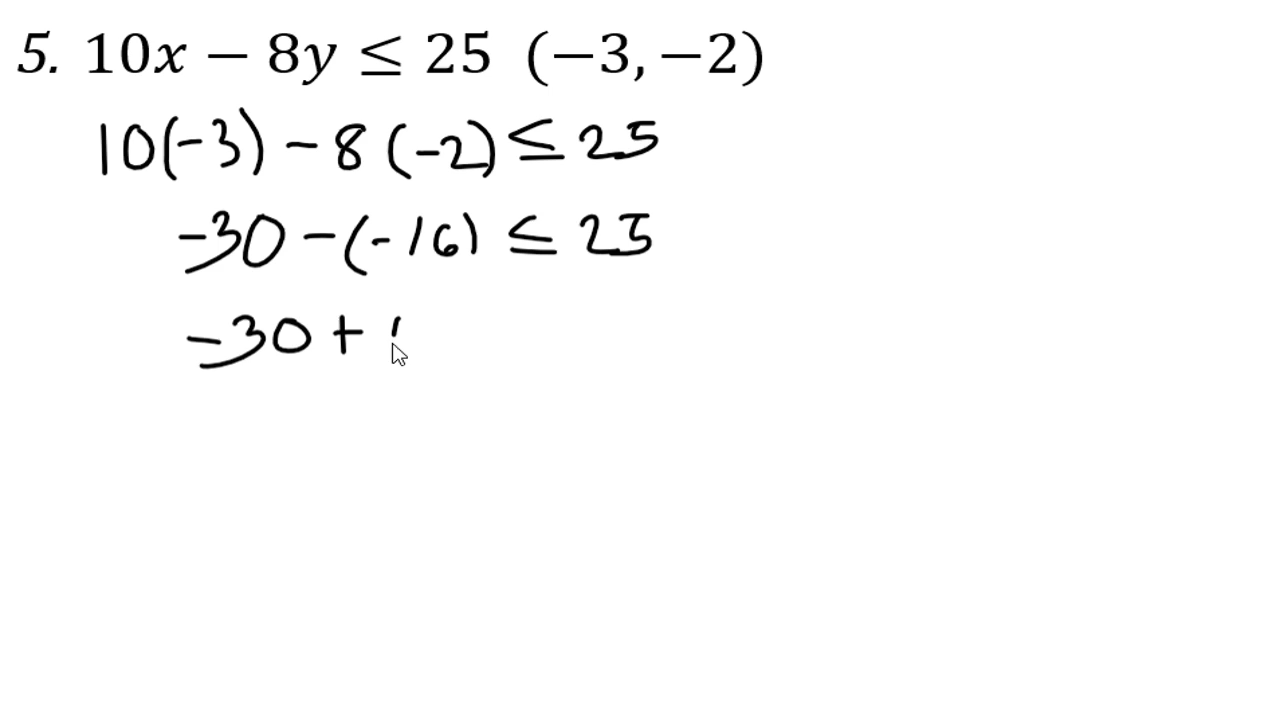 5. 10x − 8y ≤ 25 (−3, −2)
10(-3) - 8(-2) ≤ 25
-30 - (-16) ≤ 25
-30 +